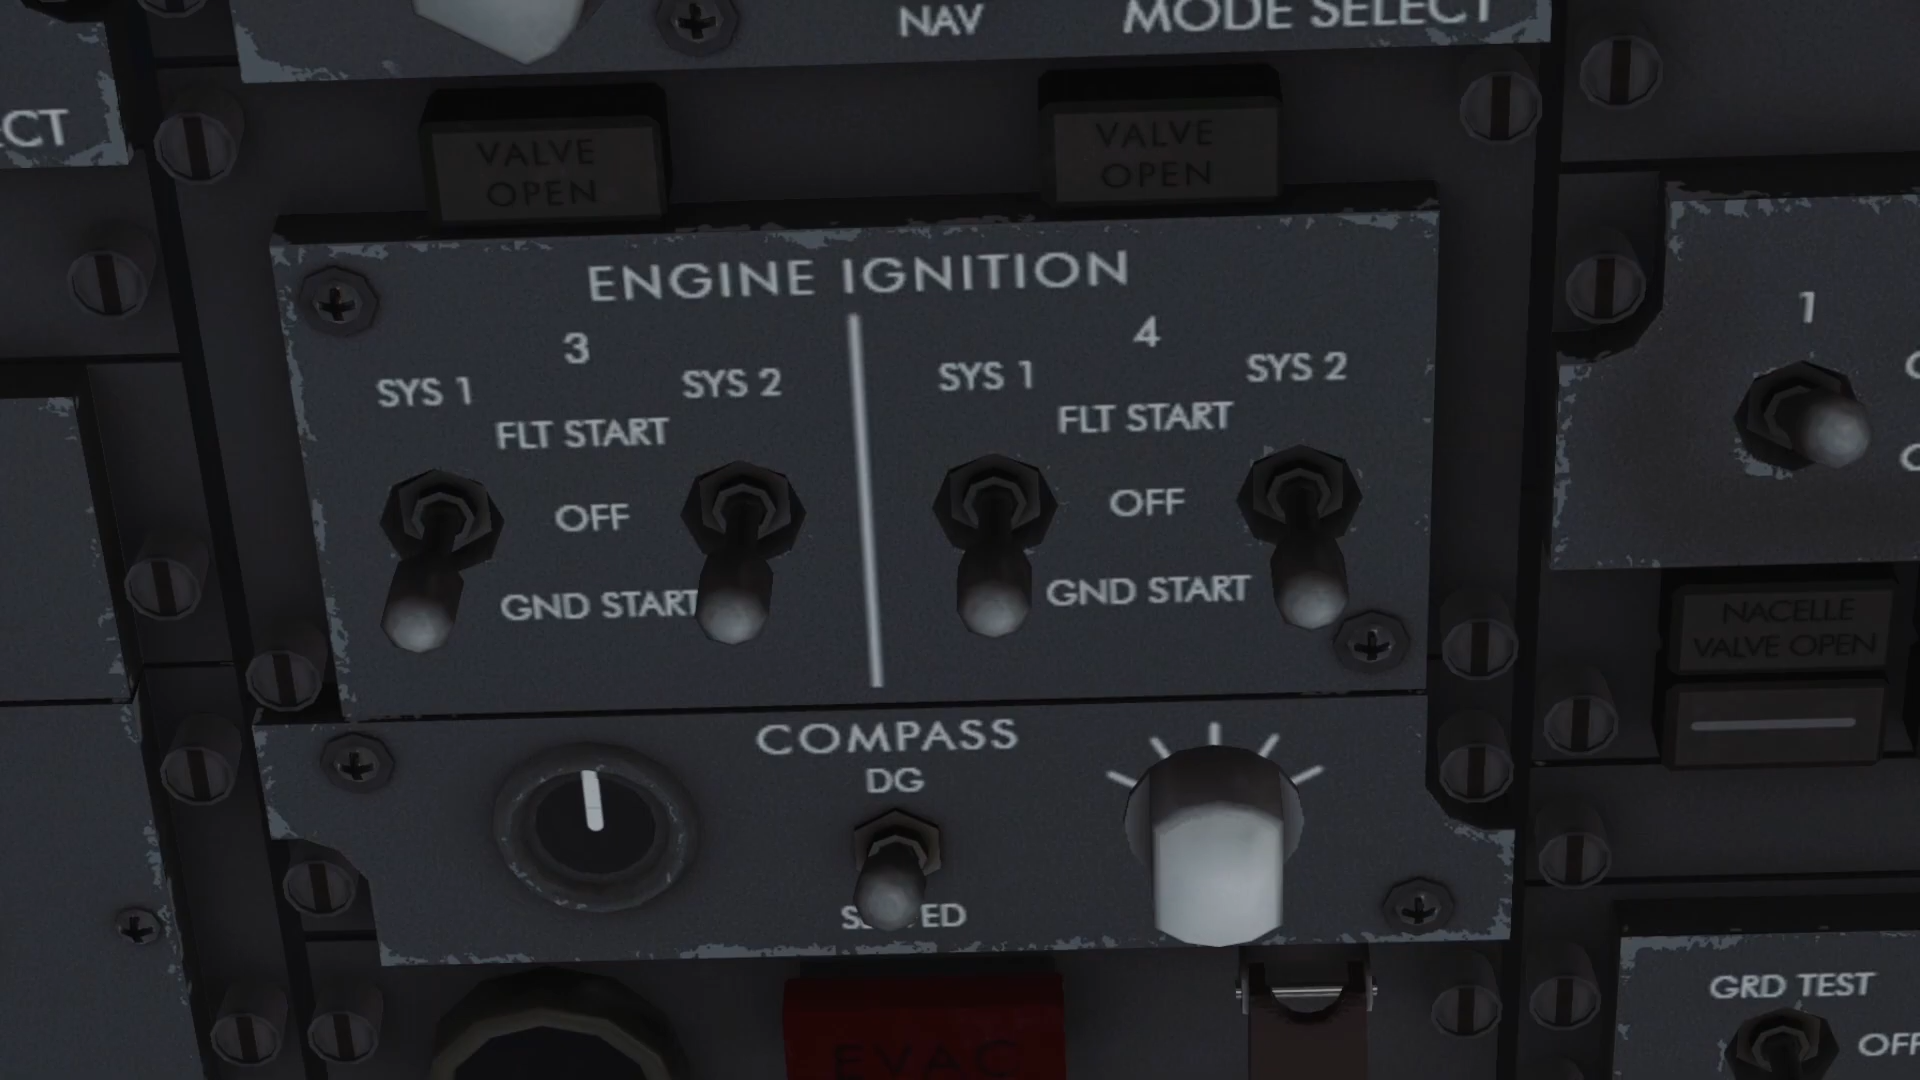 NAV
MODE SELECT
CT
VALVE
OPEN
VALVE
OPEN
ENGINE IGNITION
3
SYS 1
SYS 2
FLT START
OFF
GND START
4
SYS 1
SYS 2
FLT START
OFF
GND START
1
NACELLE
VALVE OPEN
COMPASS
DG
GRD TEST
OFF
EVAC